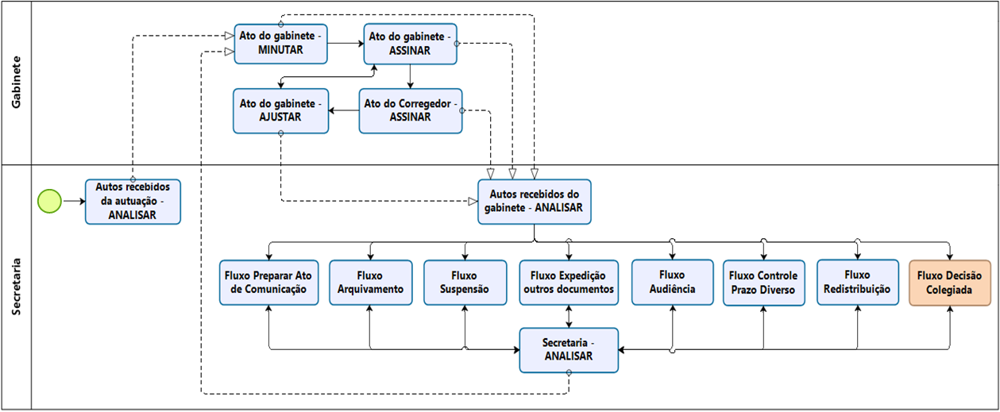 Gabinete
Ato do gabinete -
MINUTAR
Ato do gabinete -
ASSINAR
Ato do gabinete -
AJUSTAR
Ato do Corregedor -
ASSINAR
Secretaria
Autos recebidos
da autuação -
ANALISAR
Autos recebidos do
gabinete - ANALISAR
Fluxo Preparar Ato
de Comunicação
Fluxo
Arquivamento
Fluxo
Suspensão
Fluxo Expedição
outros documentos
Fluxo
Audiência
Fluxo Controle
Prazo Diverso
Fluxo
Redistribuição
Fluxo Decisão
Colegiada
Secretaria -
ANALISAR